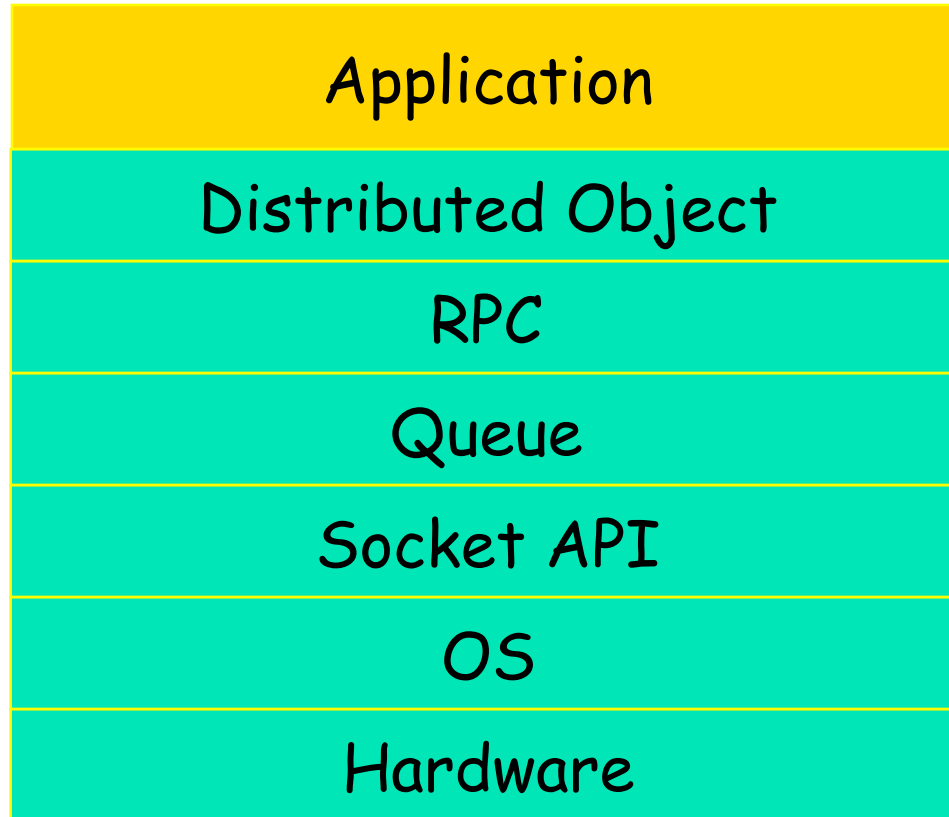 Application
Distributed Object
RPC
Queue
Socket API
OS
Hardware